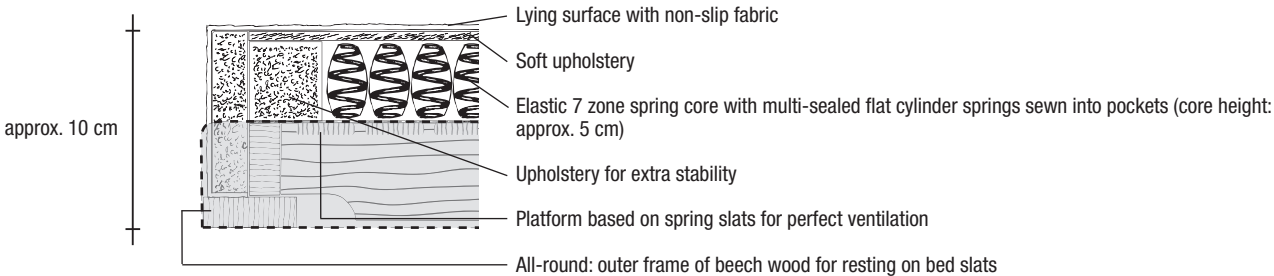 Lying surface with non-slip fabric
Soft upholstery
Elastic 7 zone spring core with multi-sealed flat cylinder springs sewn into pockets (core height:
approx. 5 cm)
approx. 10 cm
Upholstery for extra stability
Platform based on spring slats for perfect ventilation
All-round: outer frame of beech wood for resting on bed slats